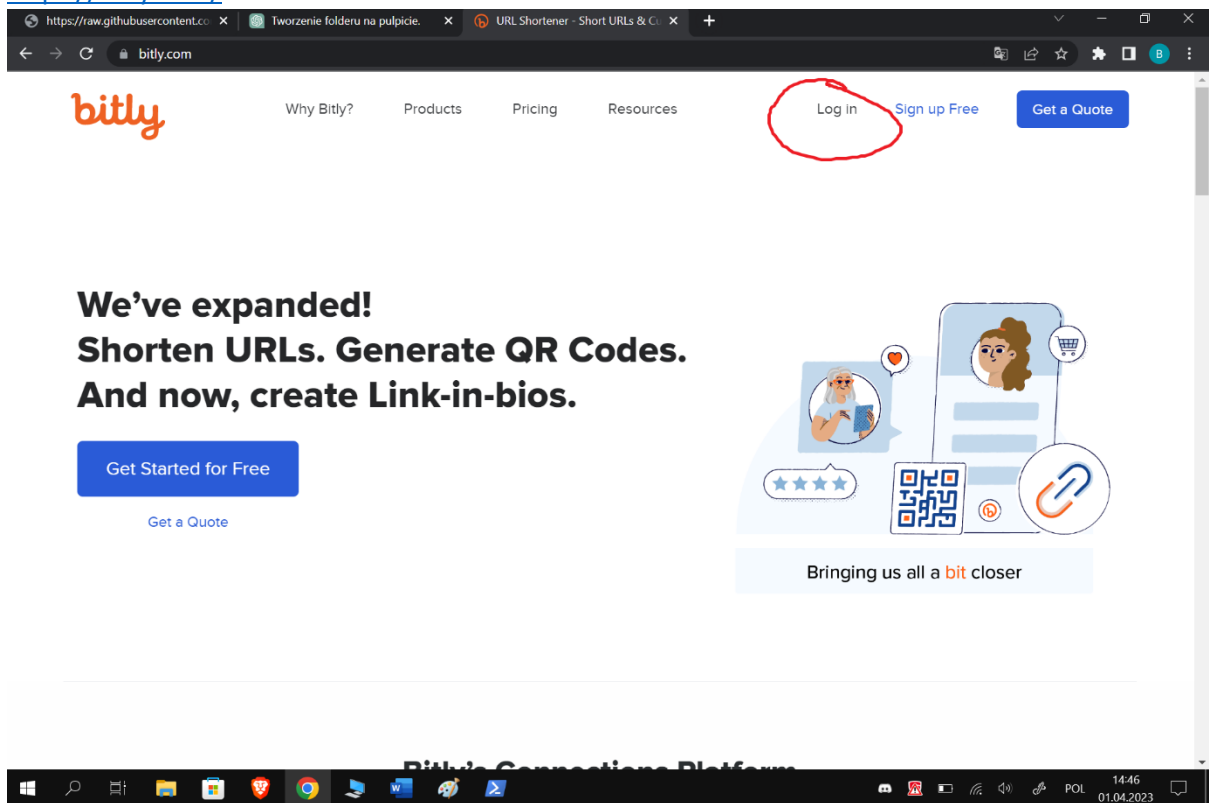 https://raw.githubusercontent.co
Tworzenie folderu na pulpicie.
URL Shortener - Short URLs & Cu
bitly.com
B
bitly
Why Bitly?
Products
Pricing
Resources
Log in
Sign up Free
Get a Quote
We've expanded!
Shorten URLs. Generate QR Codes.
And now, create Link-in-bios.
Get Started for Free
Get a Quote
Bringing us all a bit closer
Bitly's Connections Platform
POL
14:46
01.04.2023